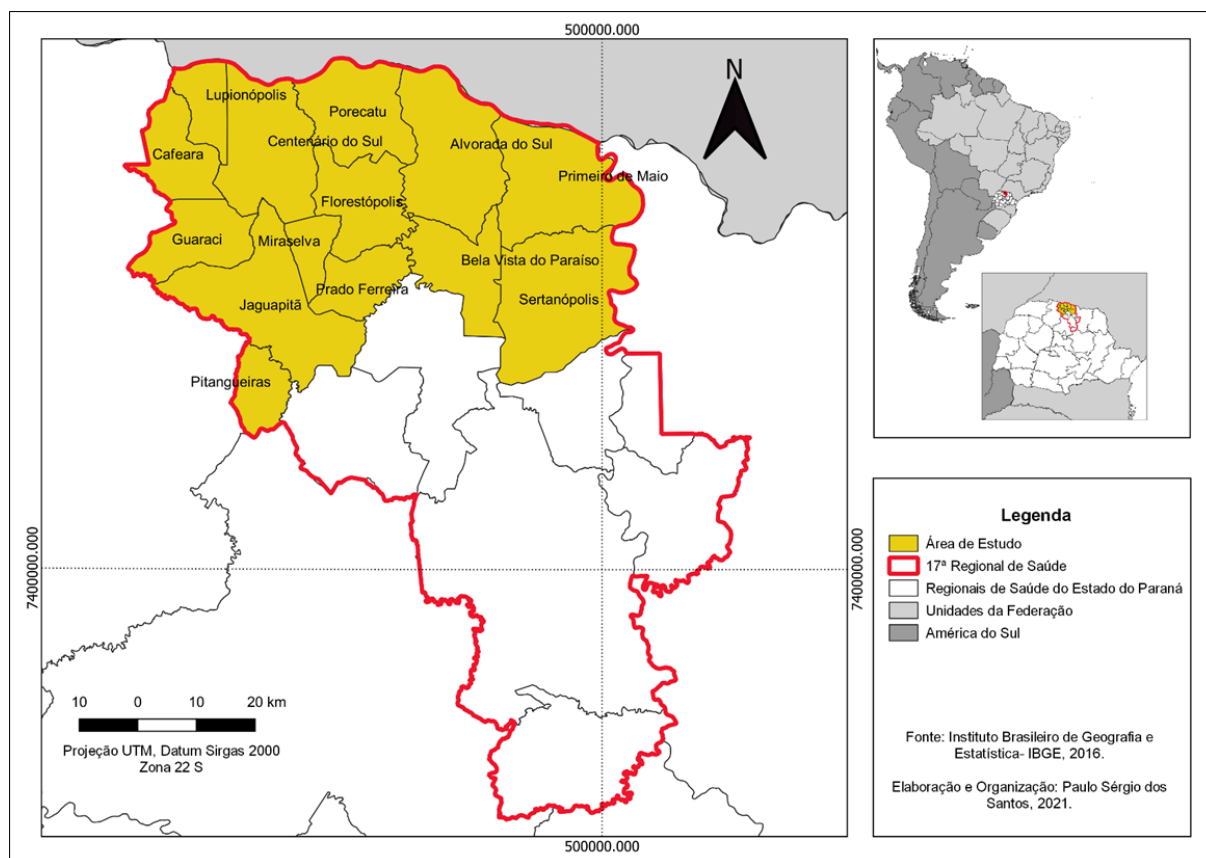 500000.000
N
Lupionópolis
Porecatu
Centenário do Sul
Alvorada do Sul
Cafeara
Primeiro de Maio
Florestópolis
Guaraci
Miraselva
Bela Vista do Paraíso
Prado Ferreira
Sertanópolis
Jaguapitã
Pitangueiras
7400000.000
7400000.000
10 0 10 20 km
Projeção UTM, Datum Sirgas 2000
Zona 22 S
500000.000
Legenda
Área de Estudo
17ª Regional de Saúde
Regionais de Saúde do Estado do Paraná
Unidades da Federação
América do Sul
Fonte: Instituto Brasileiro de Geografia e
Estatística- IBGE, 2016.
Elaboração e Organização: Paulo Sérgio dos
Santos, 2021.